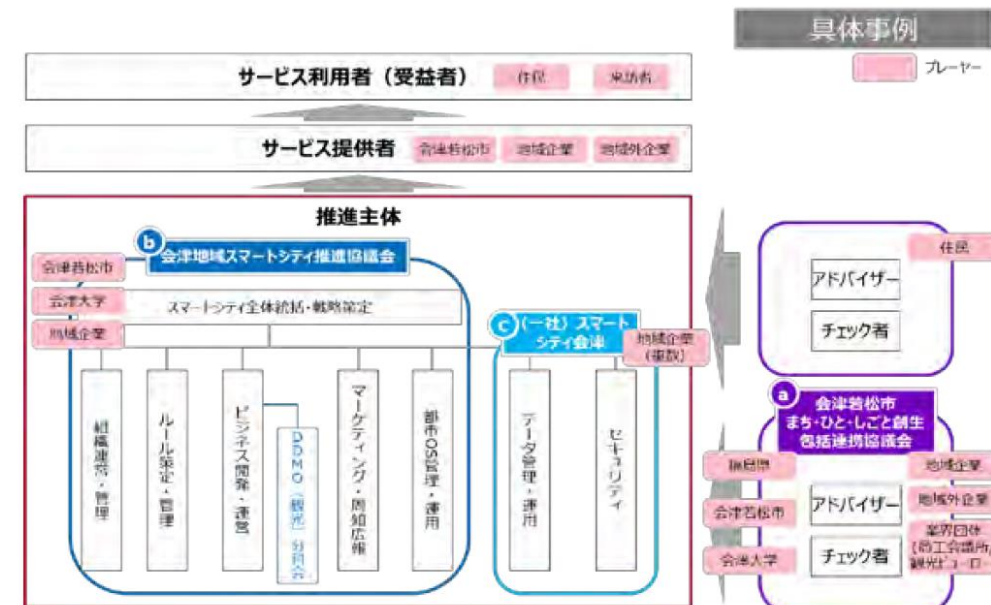 具体事例
プレーヤー
サービス利用者（受益者）
住民
来訪者
サービス提供者
会津若松市
地域企業
地域外企業
推進主体
b
会津地域スマートシティ推進協議会
会津若松市
会津大学
地域企業
スマートシティ全体統括・戦略策定
組織運営・管理
ルール策定・管理
ビジネス開発・運営
DDMO（観光）分科会
マーケティング・周知広報
都市OS管理・運用
c
（一社）スマート
シティ会津
地域企業
（複数）
データ管理・運用
セキュリティ
住民
アドバイザー
チェック者
a
会津若松市
まち・ひと・しごと創生
包括連携協議会
福島県
会津若松市
会津大学
アドバイザー
チェック者
地域企業
地域外企業
業界団体
（商工会議所/
観光ビューロー